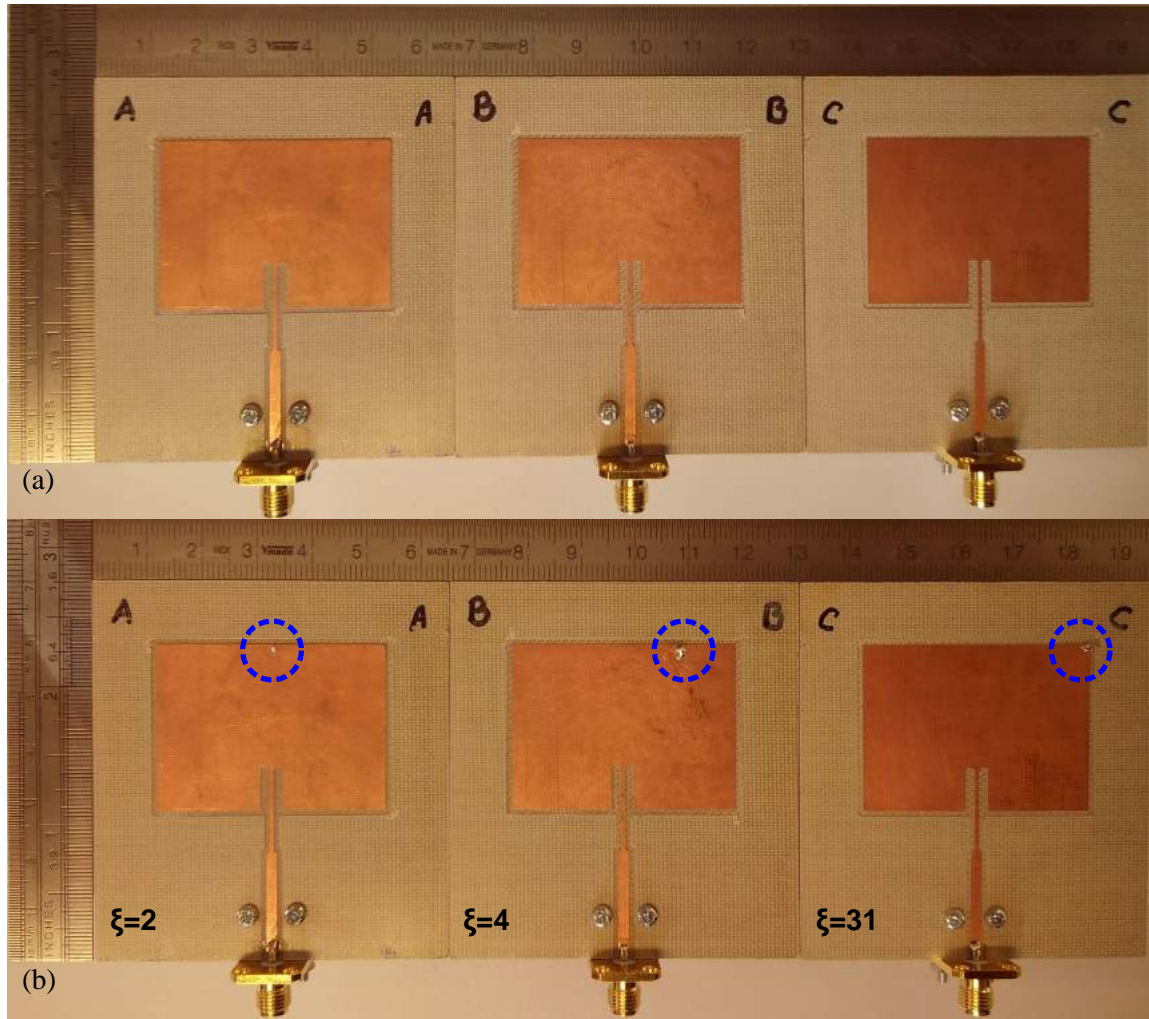 1 2 INOX 3 4 5 6 MADE IN 7 GERMANY 8 9 10 11 12 13 14 15 16 17 18
A A B B C C
INCHES
(a)
1 2 INOX 3 4 5 6 MADE IN 7 GERMANY 8 9 10 11 12 13 14 15 16 17 18 19
A A B B C C
ξ=2 ξ=4 ξ=31
INCHES
(b)